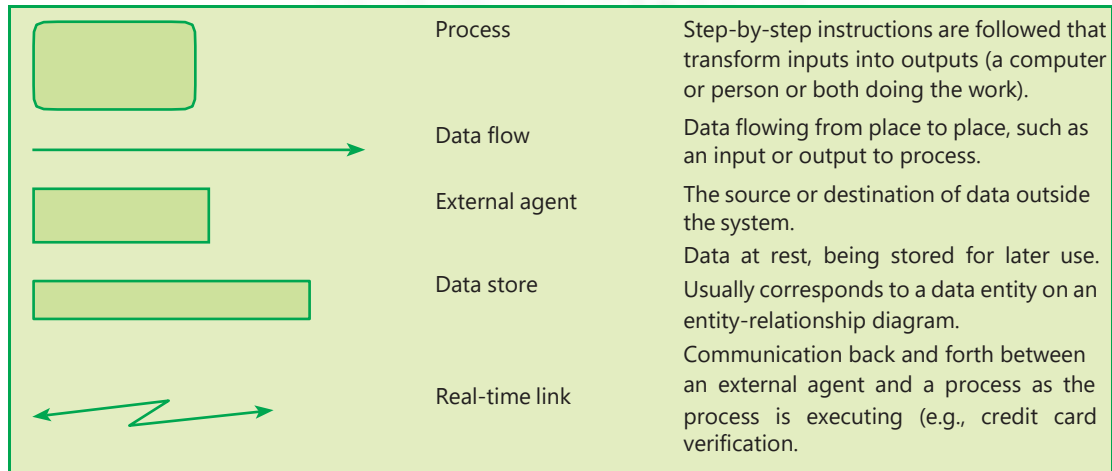 Process
Step-by-step instructions are followed that
transform inputs into outputs (a computer
or person or both doing the work).
Data flow
Data flowing from place to place, such as
an input or output to process.
External agent
The source or destination of data outside
the system.
Data store
Data at rest, being stored for later use.
Usually corresponds to a data entity on an
entity-relationship diagram.
Real-time link
Communication back and forth between
an external agent and a process as the
process is executing (e.g., credit card
verification.